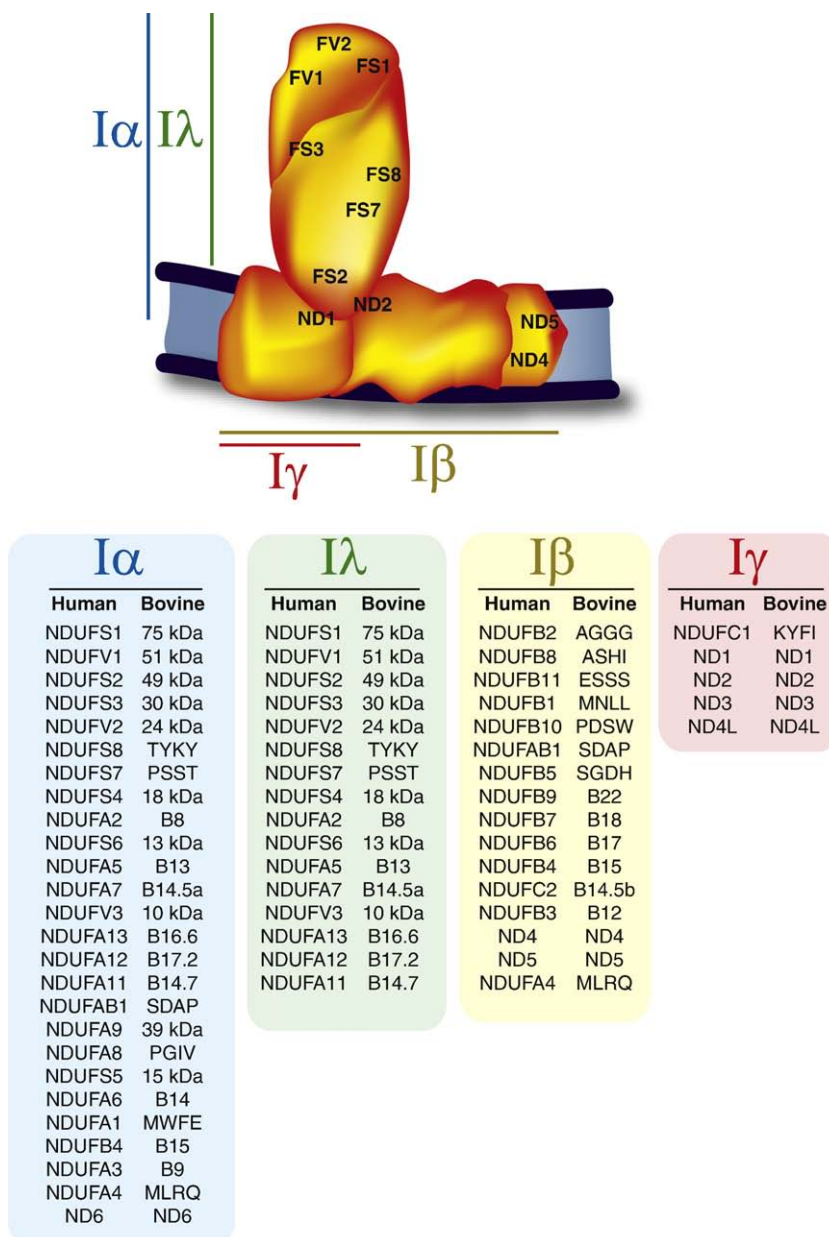 FV2
FV1 FS1
Iα Iλ
FS3
FS8
FS7
FS2
ND1 ND2
ND5
ND4
Iγ Iβ
Iα
Human Bovine
NDUFS1 75 kDa
NDUFV1 51 kDa
NDUFS2 49 kDa
NDUFS3 30 kDa
NDUFV2 24 kDa
NDUFS8 TYKY
NDUFS7 PSST
NDUFS4 18 kDa
NDUFA2 B8
NDUFS6 13 kDa
NDUFA5 B13
NDUFA7 B14.5a
NDUFV3 10 kDa
NDUFA13 B16.6
NDUFA12 B17.2
NDUFA11 B14.7
NDUFAB1 SDAP
NDUFA9 39 kDa
NDUFA8 PGIV
NDUFS5 15 kDa
NDUFA6 B14
NDUFA1 MWFE
NDUFB4 B15
NDUFA3 B9
NDUFA4 MLRQ
ND6 ND6
Iλ
Human Bovine
NDUFS1 75 kDa
NDUFV1 51 kDa
NDUFS2 49 kDa
NDUFS3 30 kDa
NDUFV2 24 kDa
NDUFS8 TYKY
NDUFS7 PSST
NDUFS4 18 kDa
NDUFA2 B8
NDUFS6 13 kDa
NDUFA5 B13
NDUFA7 B14.5a
NDUFV3 10 kDa
NDUFA13 B16.6
NDUFA12 B17.2
NDUFA11 B14.7
Iβ
Human Bovine
NDUFB2 AGGG
NDUFB8 ASHI
NDUFB11 ESSS
NDUFB1 MNLL
NDUFB10 PDSW
NDUFAB1 SDAP
NDUFB5 SGDH
NDUFB9 B22
NDUFB7 B18
NDUFB6 B17
NDUFB4 B15
NDUFC2 B14.5b
NDUFB3 B12
ND4 ND4
ND5 ND5
NDUFA4 MLRQ
Iγ
Human Bovine
NDUFC1 KYFI
ND1 ND1
ND2 ND2
ND3 ND3
ND4L ND4L